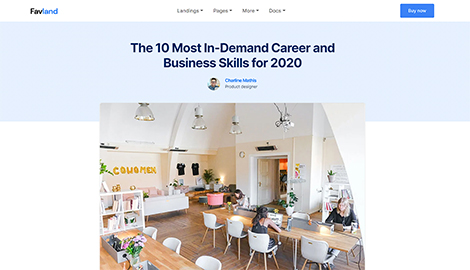 Favland
Landings
Pages
More
Docs
Buy now
The 10 Most In-Demand Career and
Business Skills for 2020
Charline Mathis
Product designer
COWOMEN